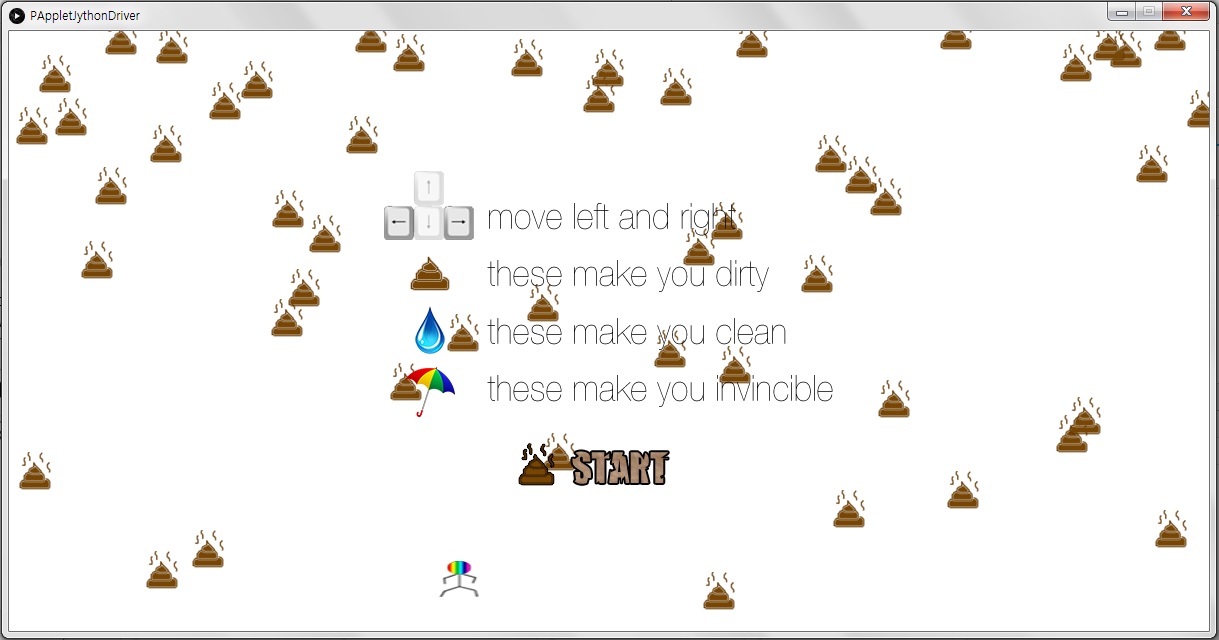 PAppletJythonDriver
move left and right
these make you dirty
these make you clean
these make you invincible
START